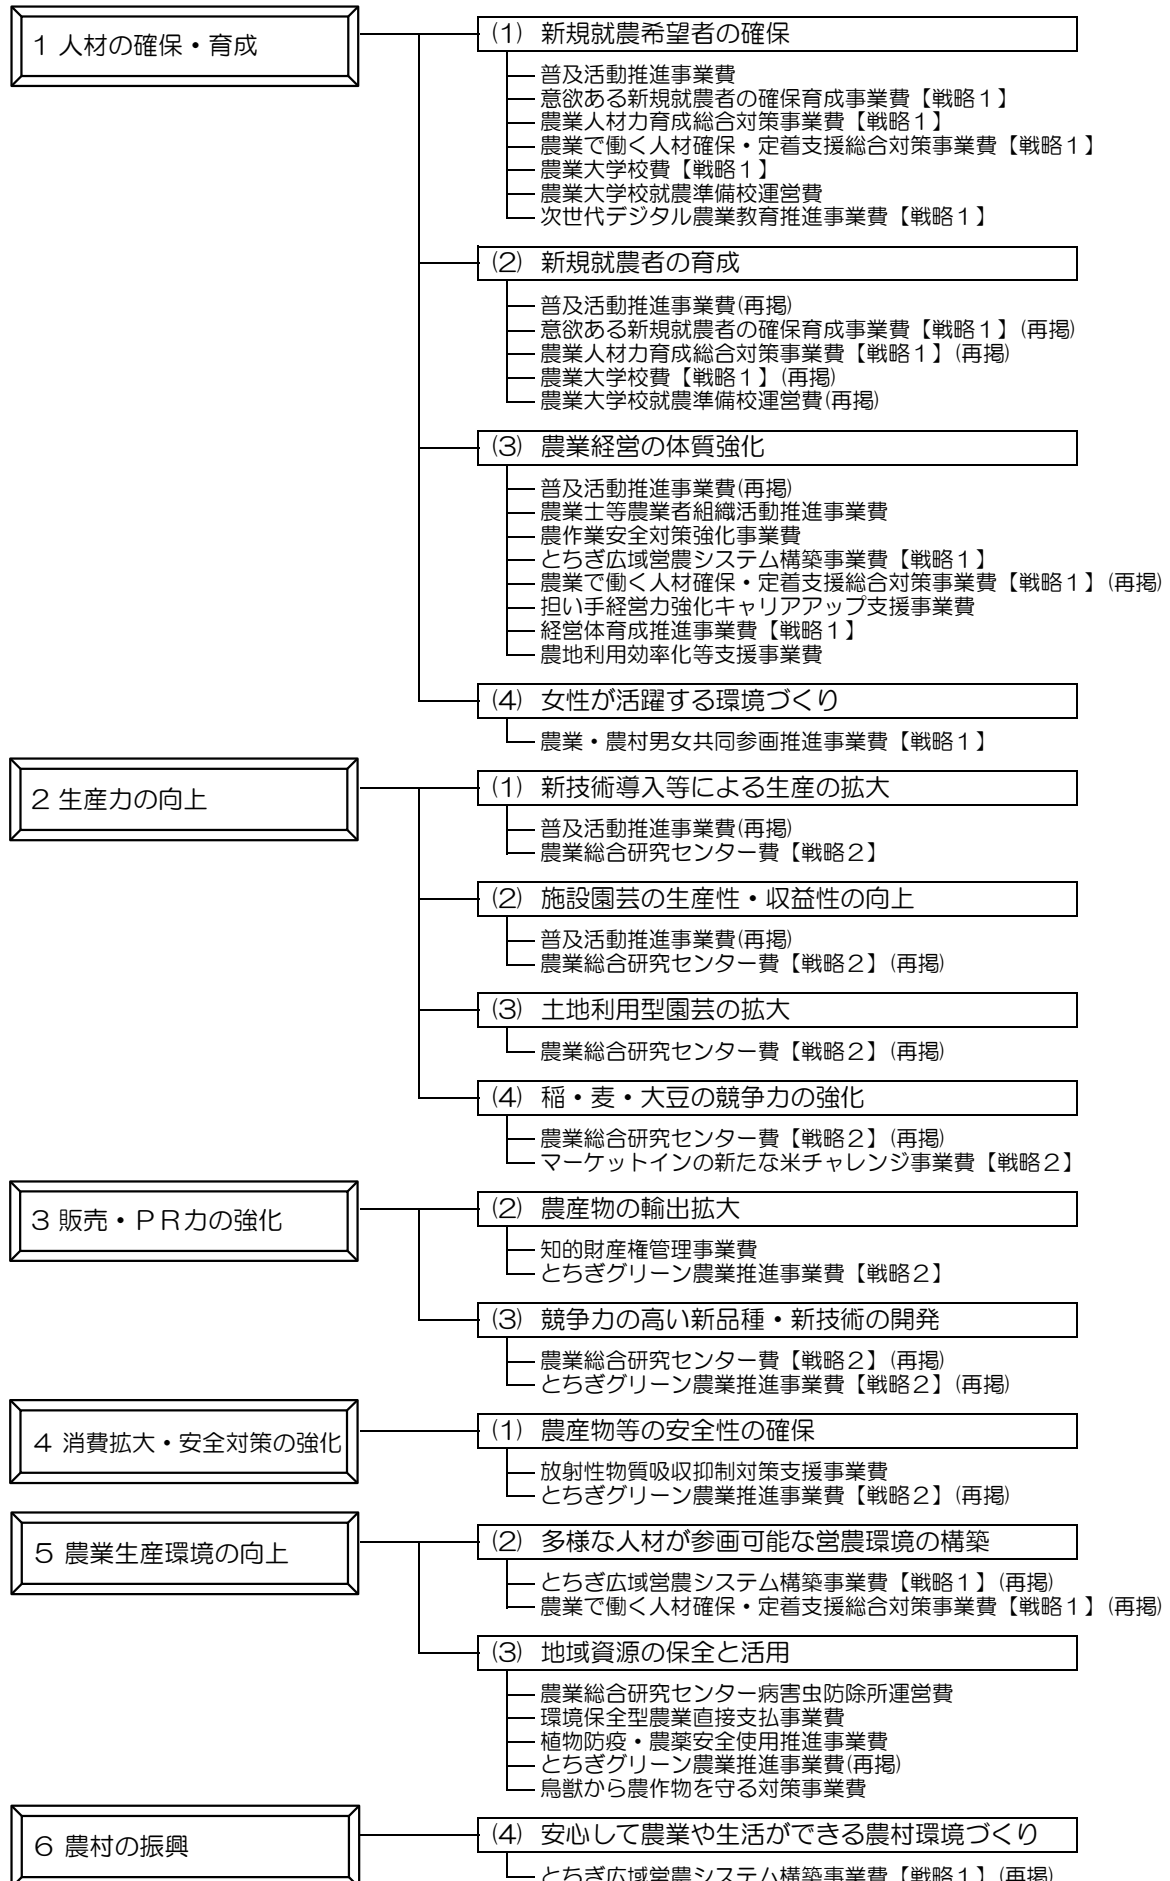 1 人材の確保・育成
(1) 新規就農希望者の確保
普及活動推進事業費
意欲ある新規就農者の確保育成事業費【戦略1】
農業人材力育成総合対策事業費【戦略1】
農業で働く人材確保・定着支援総合対策事業費【戦略1】
農業大学校費【戦略1】
農業大学校就農準備校運営費
次世代デジタル農業教育推進事業費【戦略1】
(2) 新規就農者の育成
普及活動推進事業費(再掲)
意欲ある新規就農者の確保育成事業費【戦略1】(再掲)
農業人材力育成総合対策事業費【戦略1】(再掲)
農業大学校費【戦略1】(再掲)
農業大学校就農準備校運営費(再掲)
(3) 農業経営の体質強化
普及活動推進事業費(再掲)
農業士等農業者組織活動推進事業費
農作業安全対策強化事業費
とちぎ広域営農システム構築事業費【戦略1】
農業で働く人材確保・定着支援総合対策事業費【戦略1】(再掲)
担い手経営力強化キャリアアップ支援事業費
経営体育成推進事業費【戦略1】
農地利用効率化等支援事業費
(4) 女性が活躍する環境づくり
農業・農村男女共同参画推進事業費【戦略1】
2 生産力の向上
(1) 新技術導入等による生産の拡大
普及活動推進事業費(再掲)
農業総合研究センター費【戦略2】
(2) 施設園芸の生産性・収益性の向上
普及活動推進事業費(再掲)
農業総合研究センター費【戦略2】(再掲)
(3) 土地利用型園芸の拡大
農業総合研究センター費【戦略2】(再掲)
(4) 稲・麦・大豆の競争力の強化
農業総合研究センター費【戦略2】(再掲)
マーケットインの新たな米チャレンジ事業費【戦略2】
3 販売・PR力の強化
(2) 農産物の輸出拡大
知的財産権管理事業費
とちぎグリーン農業推進事業費【戦略2】
(3) 競争力の高い新品種・新技術の開発
農業総合研究センター費【戦略2】(再掲)
とちぎグリーン農業推進事業費【戦略2】(再掲)
4 消費拡大・安全対策の強化
(1) 農産物等の安全性の確保
放射性物質吸収抑制対策支援事業費
とちぎグリーン農業推進事業費【戦略2】(再掲)
5 農業生産環境の向上
(2) 多様な人材が参画可能な営農環境の構築
とちぎ広域営農システム構築事業費【戦略1】(再掲)
農業で働く人材確保・定着支援総合対策事業費【戦略1】(再掲)
(3) 地域資源の保全と活用
農業総合研究センター病害虫防除所運営費
環境保全型農業直接支払事業費
植物防疫・農薬安全使用推進事業費
とちぎグリーン農業推進事業費(再掲)
鳥獣から農作物を守る対策事業費
6 農村の振興
(4) 安心して農業や生活ができる農村環境づくり
とちぎ広域営農システム構築事業費【戦略1】(再掲)